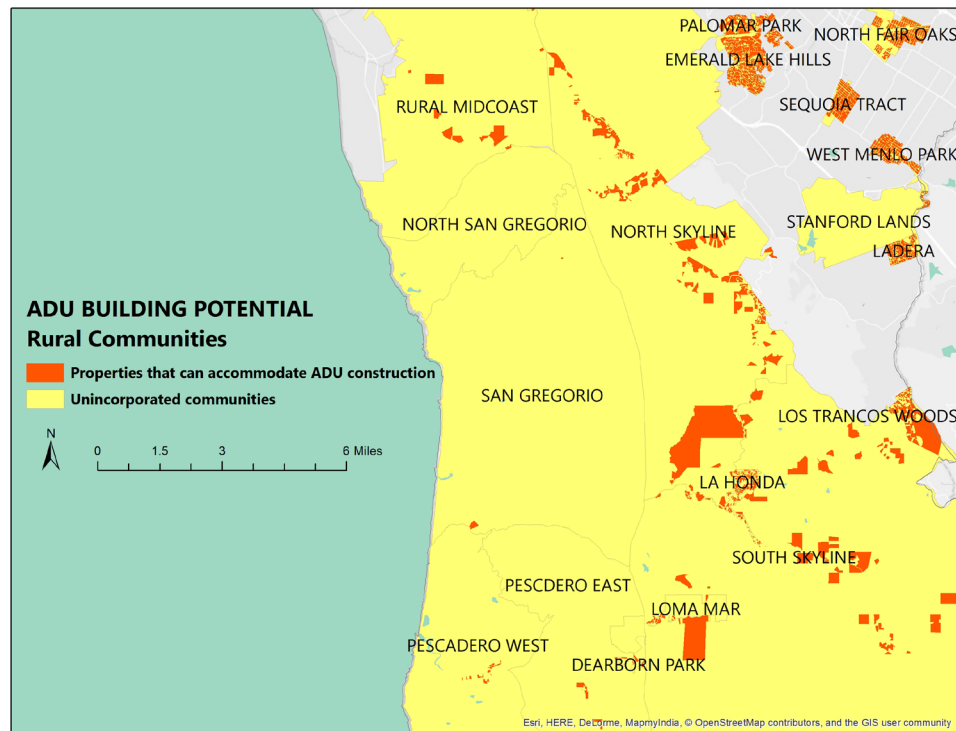 PALOMAR PARK
NORTH FAIR OAKS
EMERALD LAKE HILLS
RURAL MIDCOAST
SEQUOIA TRACT
WEST MENLO PARK
NORTH SAN GREGORIO
NORTH SKYLINE
STANFORD LANDS
LADERA
ADU BUILDING POTENTIAL
Rural Communities
Properties that can accommodate ADU construction
Unincorporated communities
N
0 1.5 3 6 Miles
SAN GREGORIO
LOS TRANCOS WOODS
LA HONDA
SOUTH SKYLINE
PESCDERO EAST
LOMA MAR
PESCADERO WEST
DEARBORN PARK
Esri, HERE, DeLorme, MapmyIndia, © OpenStreetMap contributors, and the GIS user community